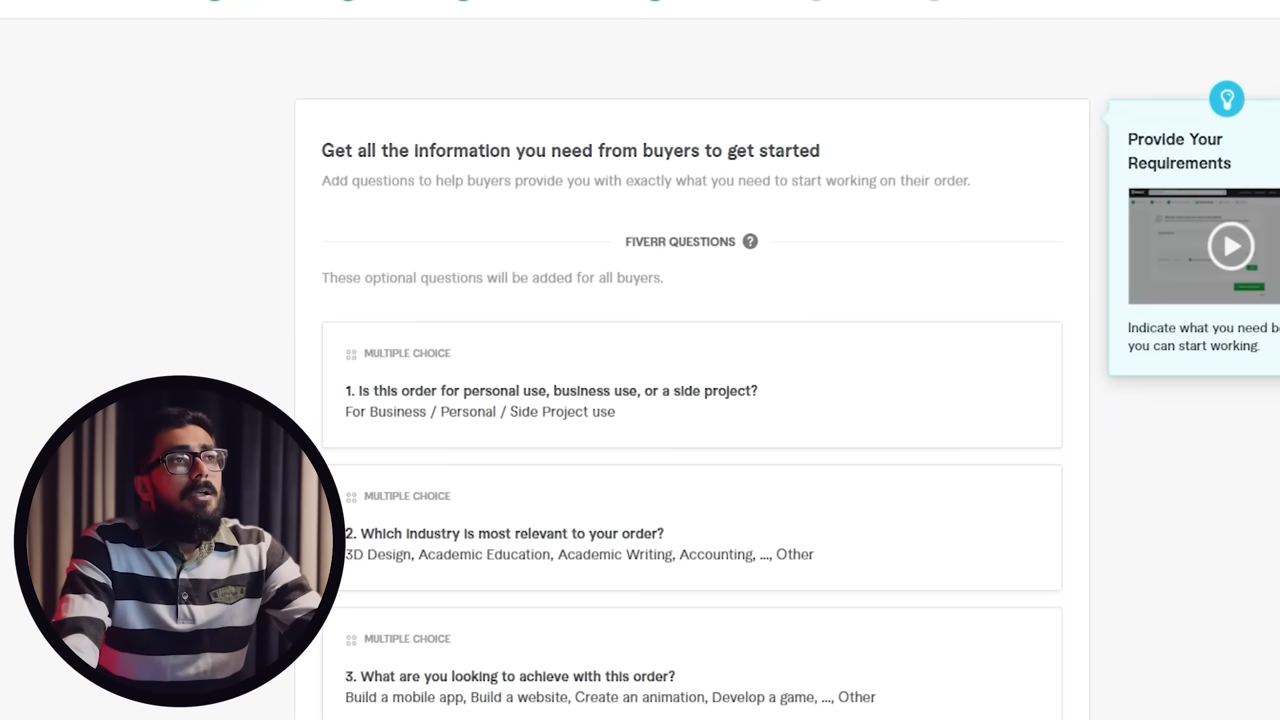 Get all the information you need from buyers to get started
Add questions to help buyers provide you with exactly what you need to start working on their order.
FIVERR QUESTIONS ?
These optional questions will be added for all buyers.
MULTIPLE CHOICE
1. Is this order for personal use, business use, or a side project?
For Business / Personal / Side Project use
MULTIPLE CHOICE
2. Which industry is most relevant to your order?
3D Design, Academic Education, Academic Writing, Accounting, ..., Other
MULTIPLE CHOICE
3. What are you looking to achieve with this order?
Build a mobile app, Build a website, Create an animation, Develop a game, ..., Other
Provide Your
Requirements
Indicate what you need b
you can start working.